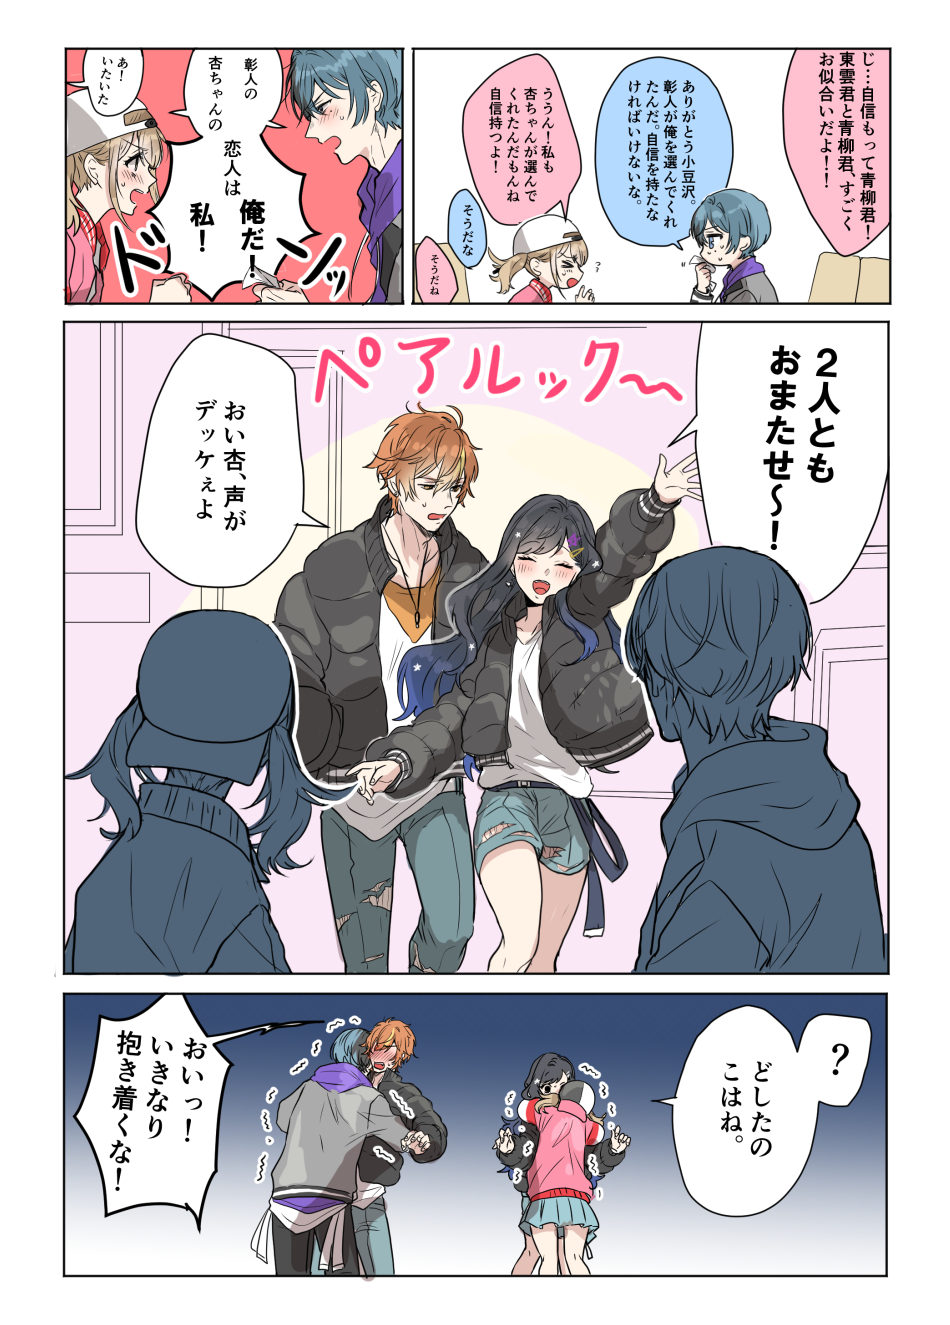 じ…自信もって青柳君！
東雲君と青柳君、すごく
お似合いだよ！！
ありがとう小豆沢。
彰人が俺を選んでくれ
たんだ。自信を持たな
ければいけないな。
ううん！私も
杏ちゃんが選んで
くれたんだもんね
自信持つよ！
そうだな
そうだね
彰人の
杏ちゃんの
恋人は
俺だ！
私！
あ！
いたいた
ドンッ
2人とも
おまたせ〜！
ペアルック〜
おい杏、声が
デッケぇよ
？
どしたの
こはね。
おいっ！
いきなり
抱き着くな！